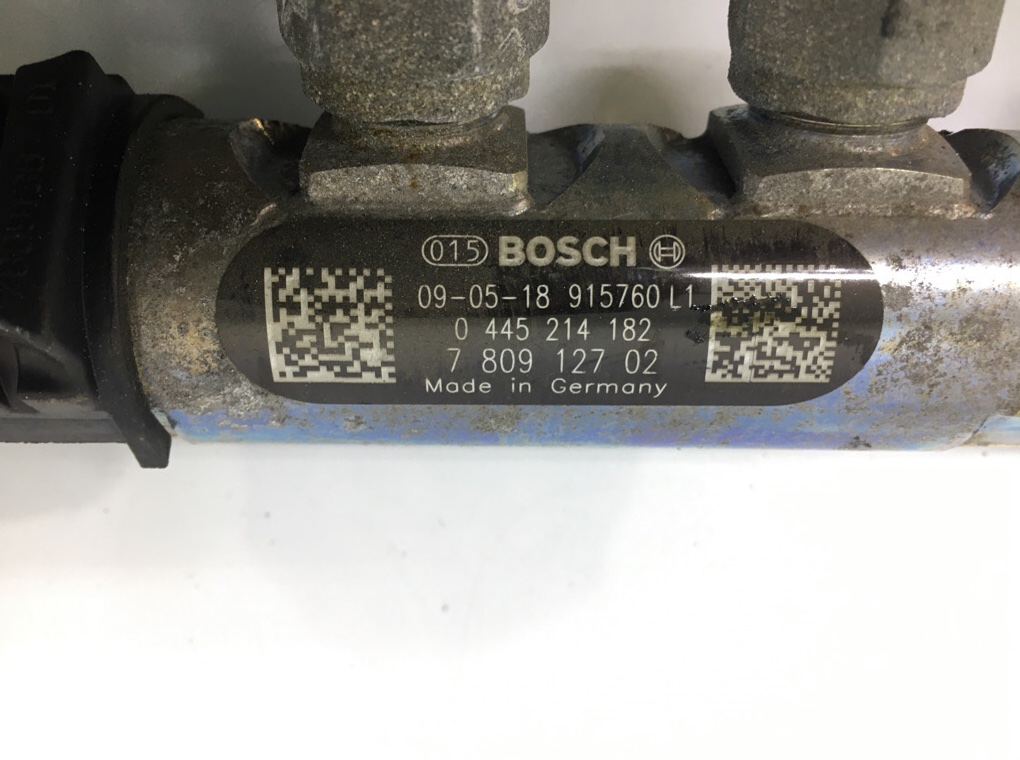 015 BOSCH
09-05-18 915760 L1
0 445 214 182
7 809 127 02
Made in Germany